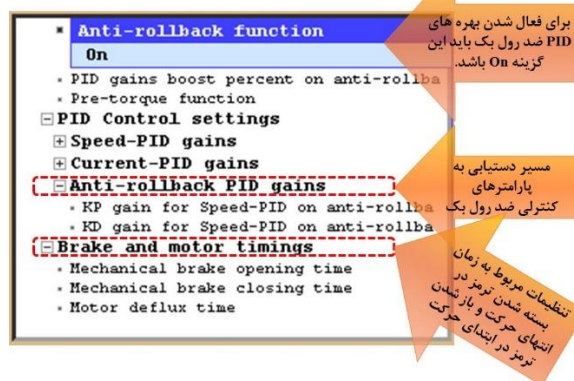 Anti-rollback function
On
PID gains boost percent on anti-rollba
Pre-torque function
PID Control settings
Speed-PID gains
Current-PID gains
Anti-rollback PID gains
KP gain for Speed-PID on anti-rollba
KD gain for Speed-PID on anti-rollba
Brake and motor timings
Mechanical brake opening time
Mechanical brake closing time
Motor deflux time
برای فعال شدن بهره های
PID ضد رول بک باید این
گزینه On باشد.
مسیر دستیابی به
پارامترهای
کنترلی ضد رول بک
تنظیمات مربوط به زمان
بسته شدن ترمز در
انتهای حرکت و باز شدن
ترمز در ابتدای حرکت